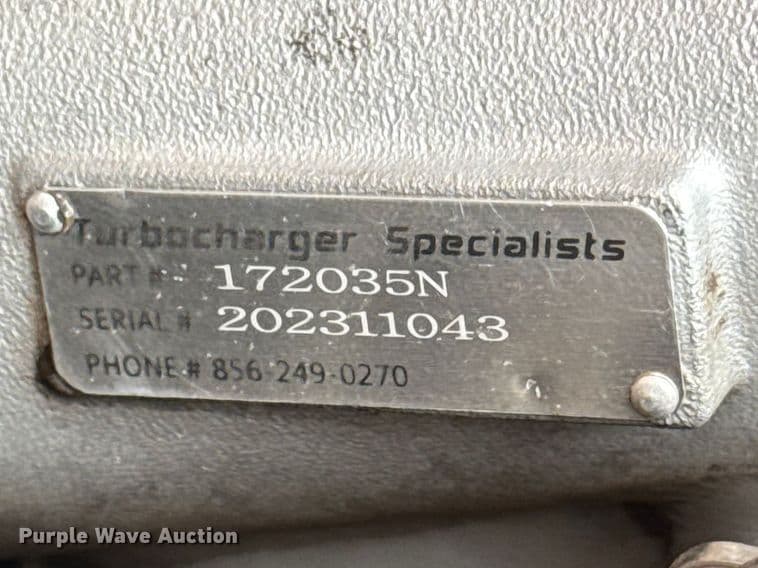 Turbocharger Specialists
PART # 172035N
SERIAL # 202311043
PHONE # 856-249-0270
Purple Wave Auction